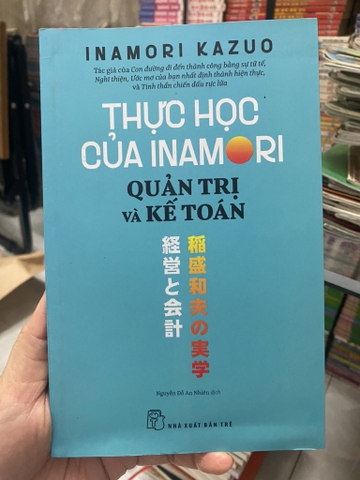 INAMORI KAZUO
Tác giả của Con đường đi đến thành công bằng sự tử tế,
Nghĩ thiện, Ước mơ của bạn nhất định thành hiện thực,
và Tinh thần chiến đấu rực lửa
THỰC HỌC
CỦA INAMORI
QUẢN TRỊ
VÀ KẾ TOÁN
稲盛和夫の実学
経営と会計
Nguyễn Đỗ An Nhiên dịch
NHÀ XUẤT BẢN TRẺ